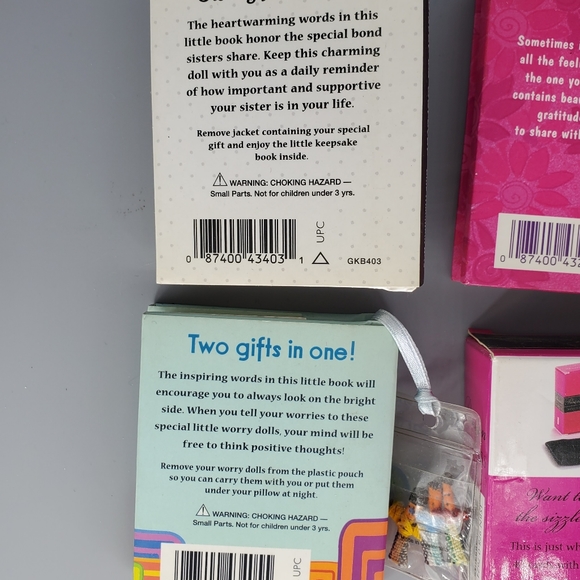 The heartwarming words in this
little book honor the special bond
sisters share. Keep this charming
doll with you as a daily reminder
of how important and supportive
your sister is in your life.
Remove jacket containing your special
gift and enjoy the little keepsake
book inside.
WARNING: CHOKING HAZARD —
Small Parts. Not for children under 3 yrs.
0 87400 43403 1
UPC
GKB403
Sometimes
all the
the one
contains
gratitude
to share with
0 87400
Two gifts in one!
The inspiring words in this little book will
encourage you to always look on the bright
side. When you tell your worries to these
special little worry dolls, your mind will be
free to think positive thoughts!
Remove your worry dolls from the plastic pouch
so you can carry them with you or put them
under your pillow at night.
WARNING: CHOKING HAZARD —
Small Parts. Not for children under 3 yrs.
UPC
Want
the
This is just